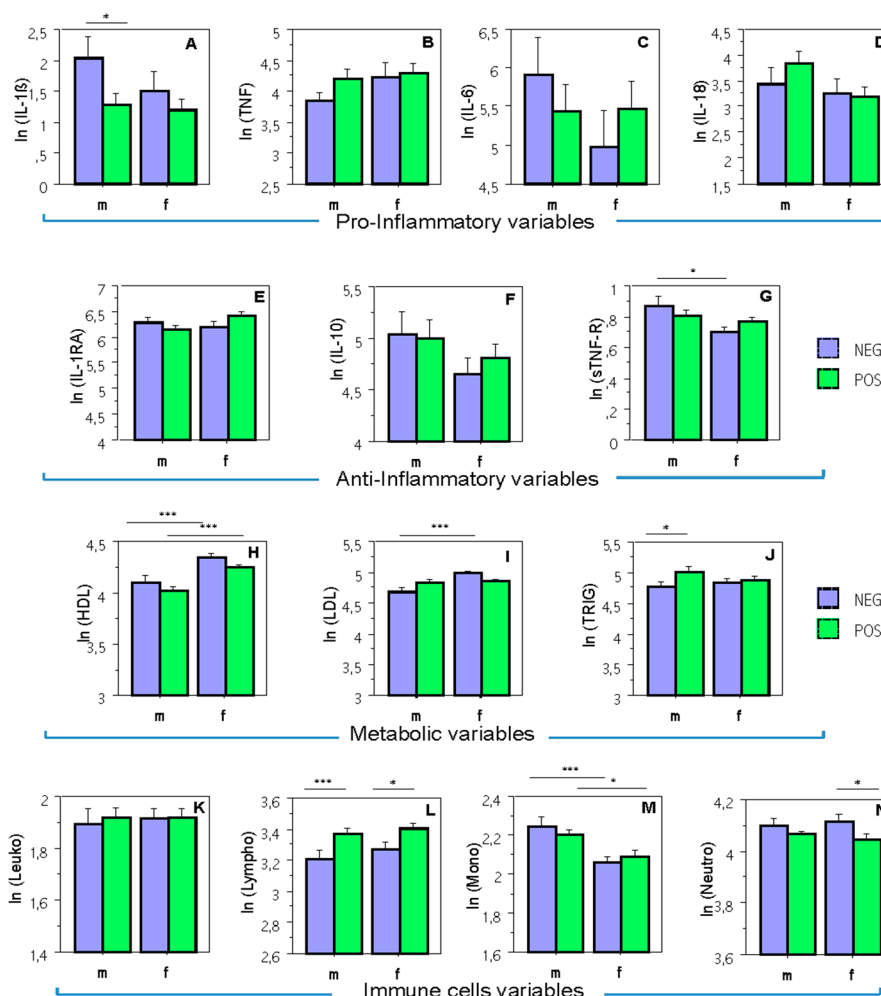 *
A
2,5
2
1,5
1
,5
0
ln (IL-1ß)
m f
B
5
4,5
4
3,5
3
2,5
ln (TNF)
m f
C
6,5
6
5,5
5
4,5
ln (IL-6)
m f
D
4,5
4
3,5
3
2,5
2
1,5
ln (IL-18)
m f
Pro-Inflammatory variables
E
7
6,5
6
5,5
5
4,5
4
ln (IL-1RA)
m f
F
5,5
5
4,5
4
ln (IL-10)
m f
*
G
1
,8
,6
,4
,2
0
ln (sTNF-R)
m f
NEG
POS
Anti-Inflammatory variables
***
***
H
4,5
4
3,5
3
ln (HDL)
m f
***
I
5,5
5
4,5
4
3,5
3
ln (LDL)
m f
*
J
5,5
5
4,5
4
3,5
3
ln (TRIG)
m f
NEG
POS
Metabolic variables
K
2
1,8
1,6
1,4
ln (Leuko)
m f
***
*
L
3,6
3,4
3,2
3
2,8
2,6
ln (Lympho)
m f
***
*
M
2,4
2,2
2
1,8
1,6
ln (Mono)
m f
*
N
4,2
4
3,8
3,6
ln (Neutro)
m f
Immune cells variables